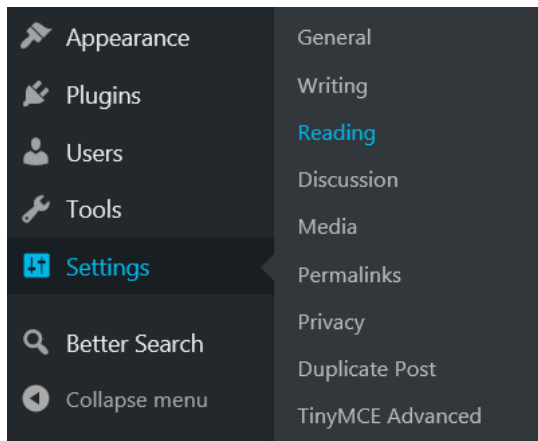 Appearance
Plugins
Users
Tools
Settings
Better Search
Collapse menu
General
Writing
Reading
Discussion
Media
Permalinks
Privacy
Duplicate Post
TinyMCE Advanced